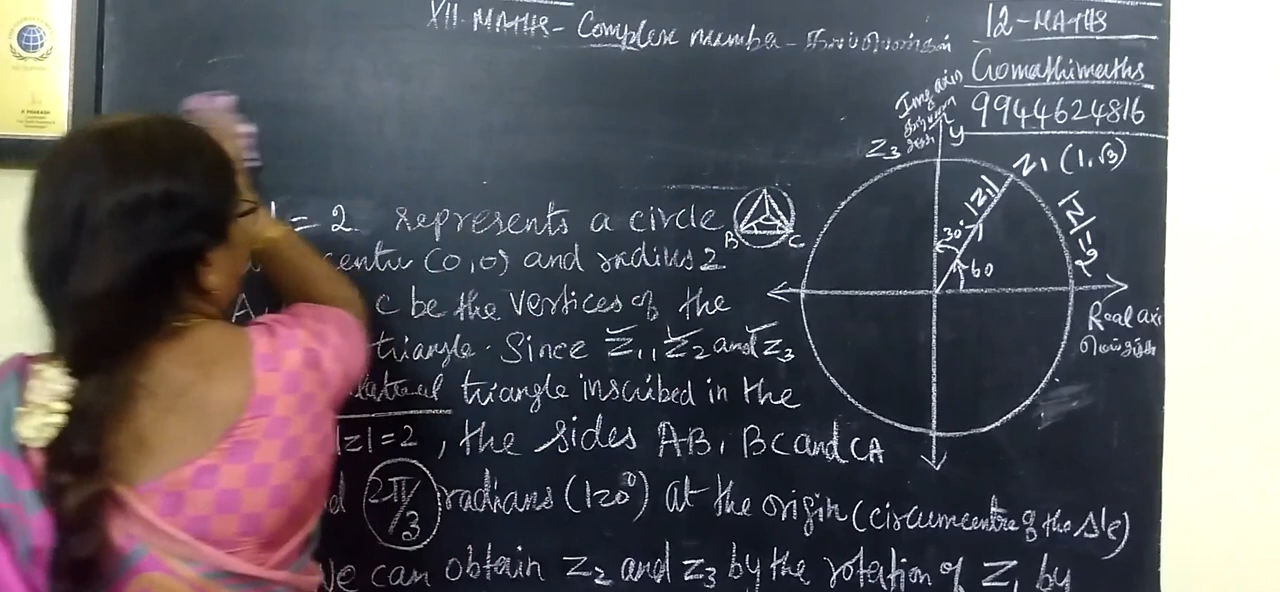 XII. MATHS - Complex numba -
12-MATHS
Gomathimaths
9944624816
Img axis
y
Z3
Z1 (1, √3)
|Z1|
|Z|=2
30°
60
Real axis
= 2. represents a circle
B C
centre (0,0) and radius 2
A, C be the vertices of the
triangle. Since Z1, Z2 and Z3
lateral triangle inscribed in the
|Z|=2, the sides AB, BC and CA
2π/3 radians (120°) at the origin (circumcentre of the Δle)
We can obtain Z2 and Z3 by the rotation of Z1 by